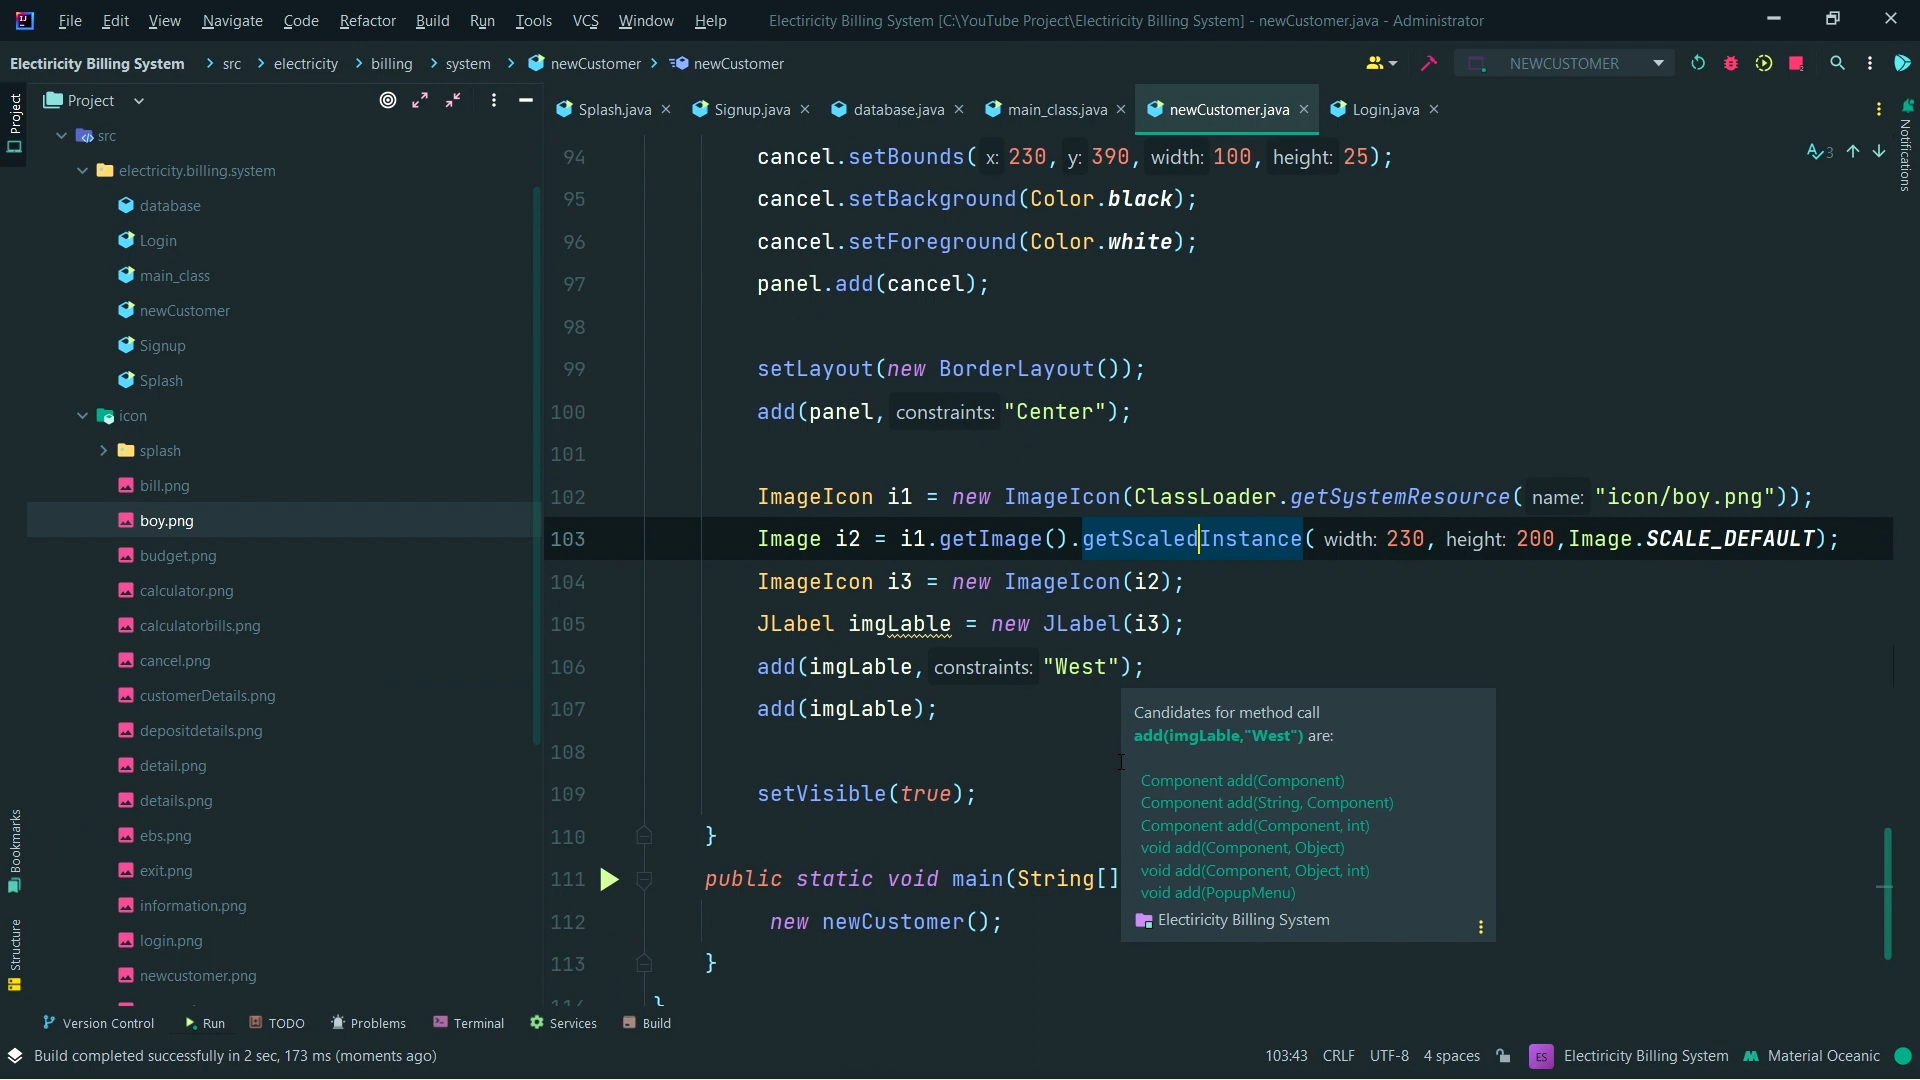 File Edit View Navigate Code Refactor Build Run Tools VCS Window Help Electiricity Billing System [C:\YouTube Project\Electiricity Billing System] - newCustomer.java - Administrator
Electiricity Billing System src electricity billing system newCustomer newCustomer NEWCUSTOMER
Project
Project
Splash.java Signup.java database.java main_class.java newCustomer.java Login.java
Notifications
3
src
electricity.billing.system
database
Login
main_class
newCustomer
Signup
Splash
icon
splash
bill.png
boy.png
budget.png
calculator.png
calculatorbills.png
cancel.png
customerDetails.png
depositdetails.png
detail.png
details.png
ebs.png
exit.png
information.png
login.png
newcustomer.png
Bookmarks
Structure
94 cancel.setBounds( x: 230, y: 390, width: 100, height: 25);
95 cancel.setBackground(Color.black);
96 cancel.setForeground(Color.white);
97 panel.add(cancel);
98
99 setLayout(new BorderLayout());
100 add(panel, constraints: "Center");
101
102 ImageIcon i1 = new ImageIcon(ClassLoader.getSystemResource( name: "icon/boy.png"));
103 Image i2 = i1.getImage().getScaledInstance( width: 230, height: 200,Image.SCALE_DEFAULT);
104 ImageIcon i3 = new ImageIcon(i2);
105 JLabel imgLable = new JLabel(i3);
106 add(imgLable, constraints: "West");
107 add(imgLable);
108
109 setVisible(true);
110 }
111 public static void main(String[]
112 new newCustomer();
113 }
114 }
Candidates for method call
add(imgLable,"West") are:
Component add(Component)
Component add(String, Component)
Component add(Component, int)
void add(Component, Object)
void add(Component, Object, int)
void add(PopupMenu)
Electiricity Billing System
Version Control Run TODO Problems Terminal Services Build
Build completed successfully in 2 sec, 173 ms (moments ago) 103:43 CRLF UTF-8 4 spaces ES Electiricity Billing System Material Oceanic